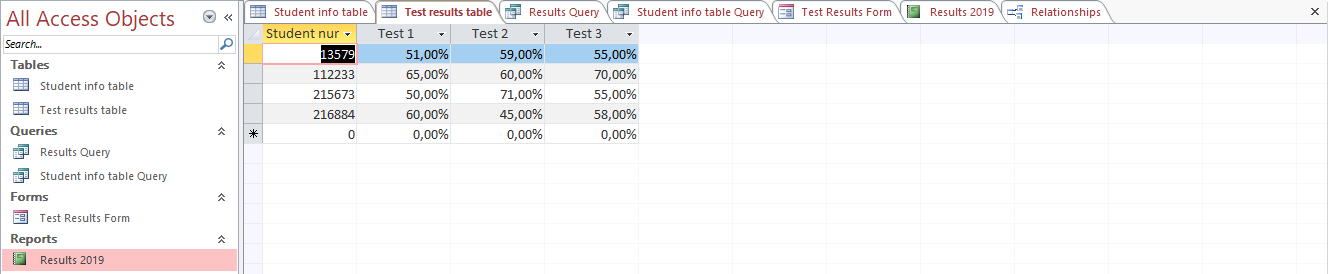 All Access Objects
Search...
Tables
Student info table
Test results table
Queries
Results Query
Student info table Query
Forms
Test Results Form
Reports
Results 2019
Student info table Test results table Results Query Student info table Query Test Results Form Results 2019 Relationships
Student nur Test 1 Test 2 Test 3
13579 51,00% 59,00% 55,00%
112233 65,00% 60,00% 70,00%
215673 50,00% 71,00% 55,00%
216884 60,00% 45,00% 58,00%
0 0,00% 0,00% 0,00%